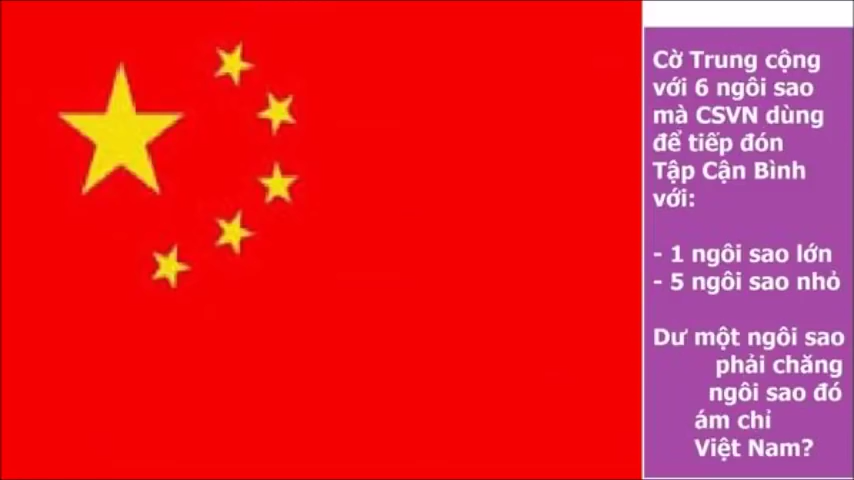 Cờ Trung cộng
với 6 ngôi sao
mà CSVN dùng
để tiếp đón
Tập Cận Bình
với:
- 1 ngôi sao lớn
- 5 ngôi sao nhỏ
Dư một ngôi sao
phải chăng
ngôi sao đó
ám chỉ
Việt Nam?